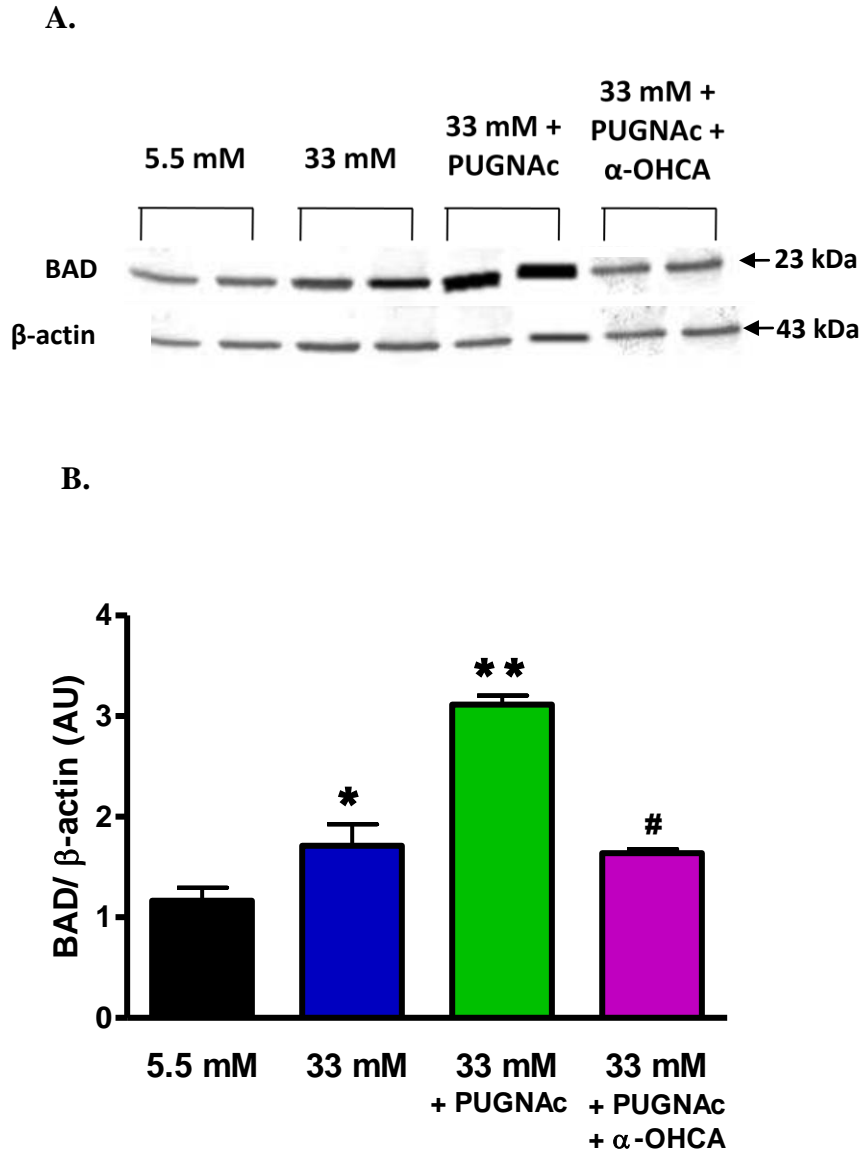 A.
5.5 mM
33 mM
33 mM +
PUGNAc
33 mM +
PUGNAc +
α-OHCA
BAD
23 kDa
β-actin
43 kDa
B.
BAD/ β-actin (AU)
4
3
2
1
0
*
**
#
5.5 mM
33 mM
33 mM
+ PUGNAc
33 mM
+ PUGNAc
+ α-OHCA